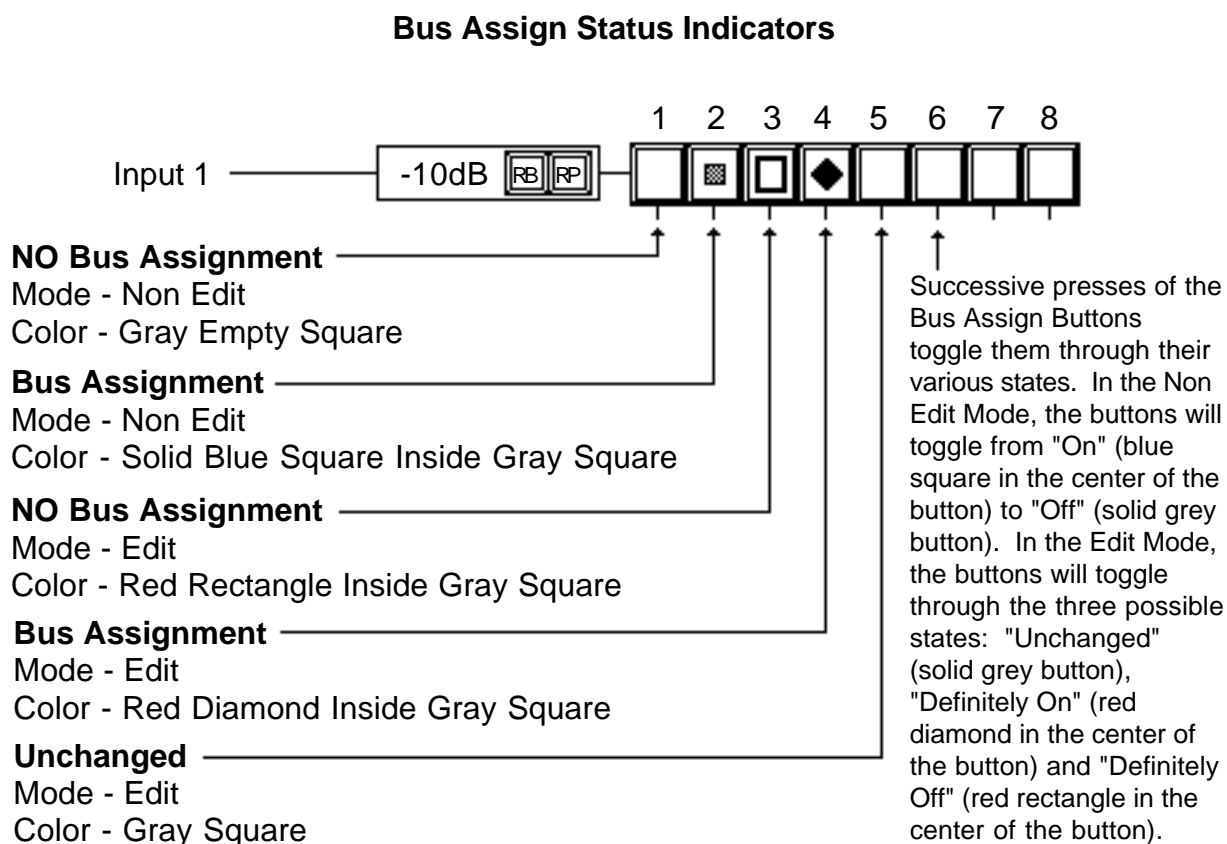 Bus Assign Status Indicators
1 2 3 4 5 6 7 8
Input 1
-10dB RB RP
NO Bus Assignment
Mode - Non Edit
Color - Gray Empty Square
Bus Assignment
Mode - Non Edit
Color - Solid Blue Square Inside Gray Square
NO Bus Assignment
Mode - Edit
Color - Red Rectangle Inside Gray Square
Bus Assignment
Mode - Edit
Color - Red Diamond Inside Gray Square
Unchanged
Mode - Edit
Color - Gray Square
Successive presses of the
Bus Assign Buttons
toggle them through their
various states. In the Non
Edit Mode, the buttons will
toggle from "On" (blue
square in the center of the
button) to "Off" (solid grey
button). In the Edit Mode,
the buttons will toggle
through the three possible
states: "Unchanged"
(solid grey button),
"Definitely On" (red
diamond in the center of
the button) and "Definitely
Off" (red rectangle in the
center of the button).